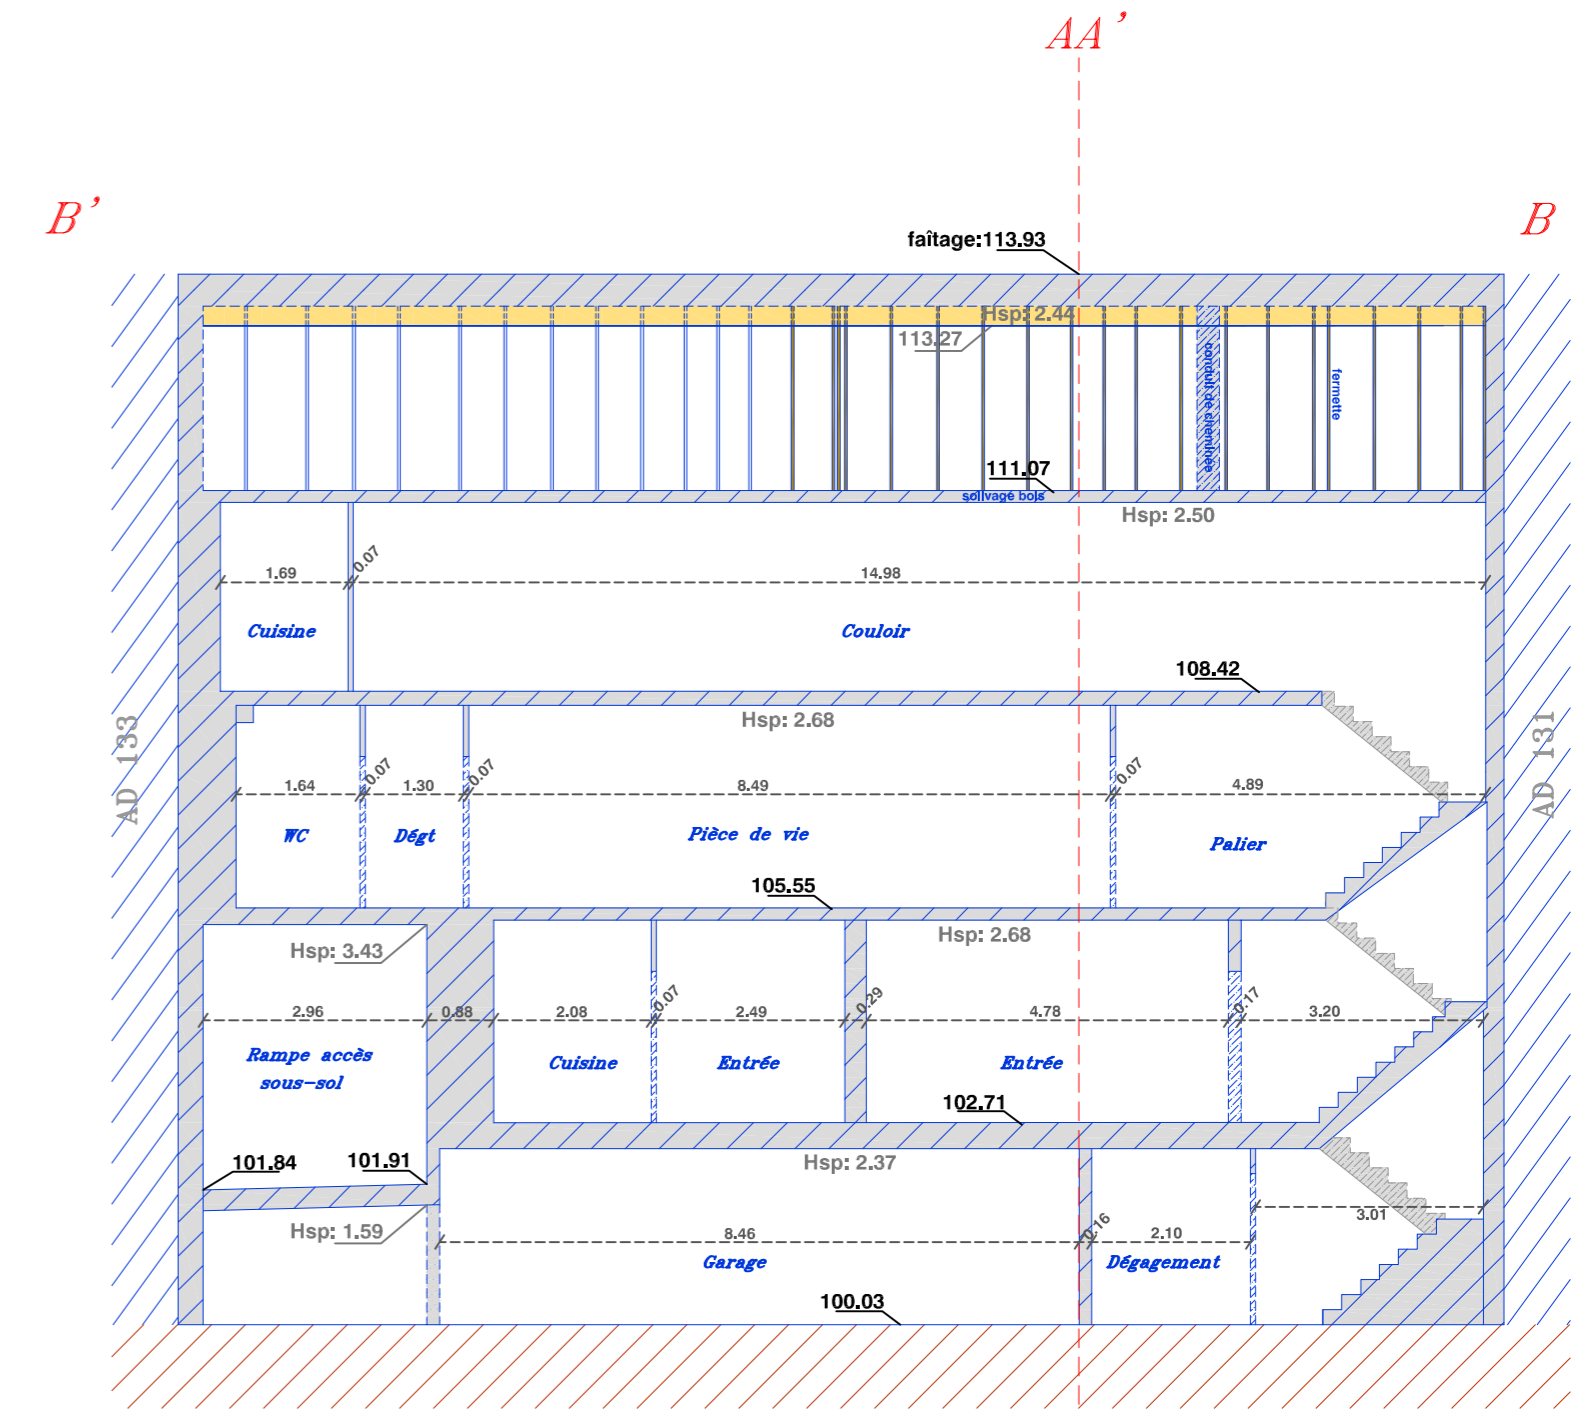 AA'
B'
B
faîtage:113.93
Hsp: 2.44
113.27
conduit de cheminée
fermette
111.07
solivage bois
Hsp: 2.50
1.69
0.07
14.98
Cuisine
Couloir
108.42
Hsp: 2.68
AD 133
AD 131
1.64
0.07
1.30
0.07
8.49
0.07
4.89
WC
Dégt
Pièce de vie
Palier
105.55
Hsp: 3.43
Hsp: 2.68
2.96
0.88
2.08
0.07
2.49
0.29
4.78
0.17
3.20
Rampe accès
sous-sol
Cuisine
Entrée
Entrée
102.71
101.84
101.91
Hsp: 2.37
Hsp: 1.59
8.46
0.16
2.10
3.01
Garage
Dégagement
100.03